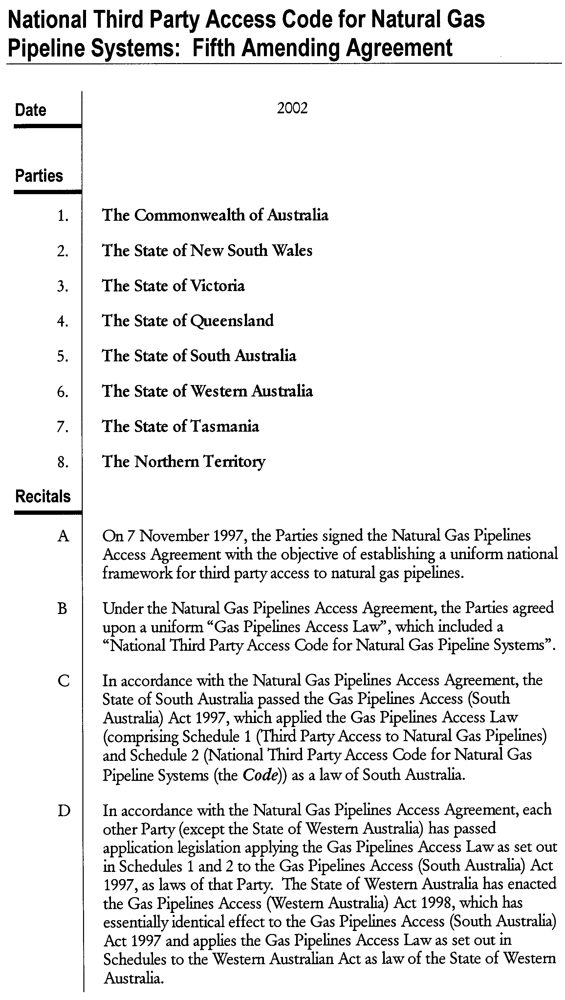 National Third Party Access Code for Natural Gas
Pipeline Systems: Fifth Amending Agreement
Date 2002
Parties
1. The Commonwealth of Australia
2. The State of New South Wales
3. The State of Victoria
4. The State of Queensland
5. The State of South Australia
6. The State of Western Australia
7. The State of Tasmania
8. The Northern Territory
Recitals
A On 7 November 1997, the Parties signed the Natural Gas Pipelines
Access Agreement with the objective of establishing a uniform national
framework for third party access to natural gas pipelines.
B Under the Natural Gas Pipelines Access Agreement, the Parties agreed
upon a uniform “Gas Pipelines Access Law”, which included a
“National Third Party Access Code for Natural Gas Pipeline Systems”.
C In accordance with the Natural Gas Pipelines Access Agreement, the
State of South Australia passed the Gas Pipelines Access (South
Australia) Act 1997, which applied the Gas Pipelines Access Law
(comprising Schedule 1 (Third Party Access to Natural Gas Pipelines)
and Schedule 2 (National Third Party Access Code for Natural Gas
Pipeline Systems (the Code)) as a law of South Australia.
D In accordance with the Natural Gas Pipelines Access Agreement, each
other Party (except the State of Western Australia) has passed
application legislation applying the Gas Pipelines Access Law as set out
in Schedules 1 and 2 to the Gas Pipelines Access (South Australia) Act
1997, as laws of that Party. The State of Western Australia has enacted
the Gas Pipelines Access (Western Australia) Act 1998, which has
essentially identical effect to the Gas Pipelines Access (South Australia)
Act 1997 and applies the Gas Pipelines Access Law as set out in
Schedules to the Western Australian Act as law of the State of Western
Australia.